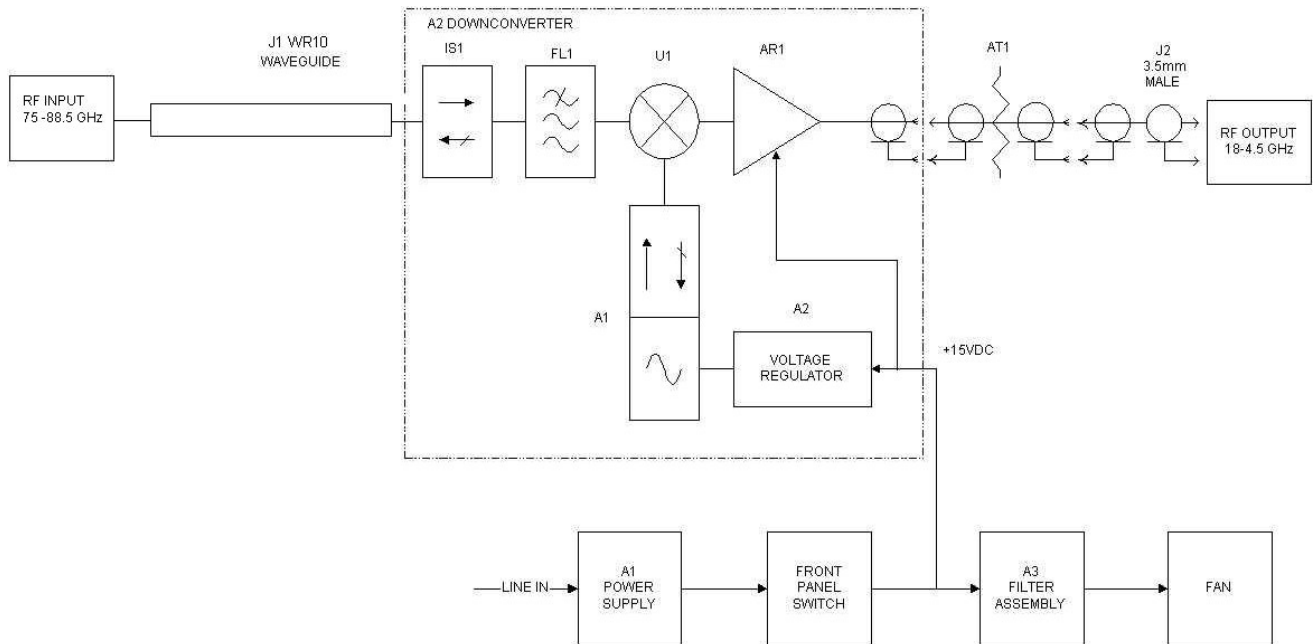 A2 DOWNCONVERTER
J1 WR10
WAVEGUIDE
IS1
FL1
U1
AR1
AT1
J2
3.5mm
MALE
RF INPUT
75 -88.5 GHz
RF OUTPUT
18-4.5 GHz
A1
A2
VOLTAGE
REGULATOR
+15VDC
LINE IN
A1
POWER
SUPPLY
FRONT
PANEL
SWITCH
A3
FILTER
ASSEMBLY
FAN